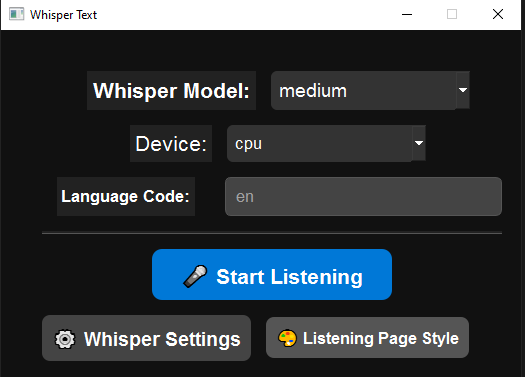 Whisper Text
Whisper Model: medium
Device: cpu
Language Code: en
Start Listening
Whisper Settings
Listening Page Style